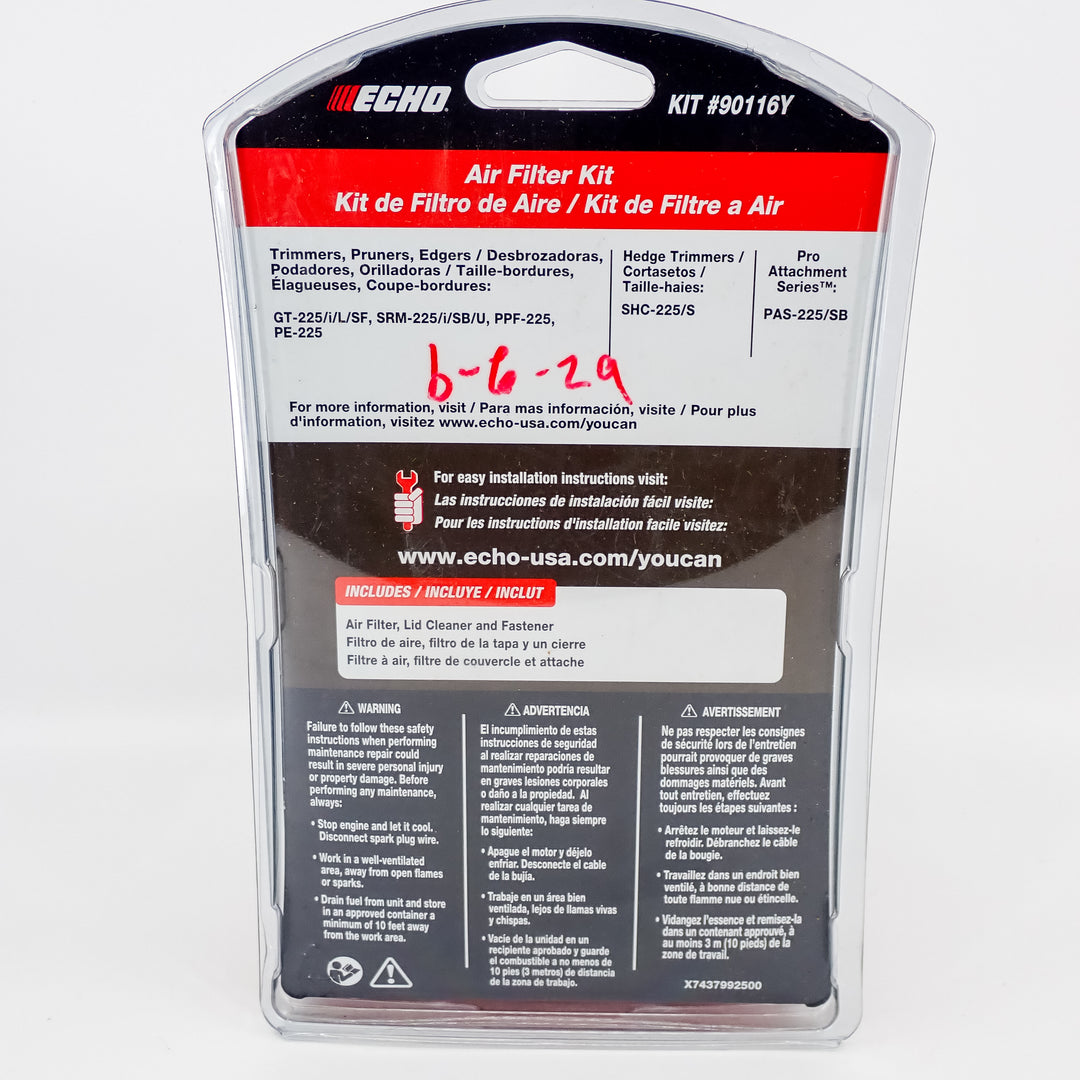 ECHO
KIT #90116Y
Air Filter Kit
Kit de Filtro de Aire / Kit de Filtre a Air
Trimmers, Pruners, Edgers / Desbrozadoras,
Podadores, Orilladoras / Taille-bordures,
Élagueuses, Coupe-bordures:
GT-225/i/L/SF, SRM-225/i/SB/U, PPF-225,
PE-225
Hedge Trimmers /
Cortasetos /
Taille-haies:
SHC-225/S
Pro
Attachment
Series™:
PAS-225/SB
6-6-29
For more information, visit / Para mas información, visite / Pour plus
d'information, visitez www.echo-usa.com/youcan
For easy installation instructions visit:
Las instrucciones de instalación fácil visite:
Pour les instructions d'installation facile visitez:
www.echo-usa.com/youcan
INCLUDES / INCLUYE / INCLUT
Air Filter, Lid Cleaner and Fastener
Filtro de aire, filtro de la tapa y un cierre
Filtre à air, filtre de couvercle et attache
WARNING
Failure to follow these safety
instructions when performing
maintenance repair could
result in severe personal injury
or property damage. Before
performing any maintenance,
always:
• Stop engine and let it cool.
Disconnect spark plug wire.
• Work in a well-ventilated
area, away from open flames
or sparks.
• Drain fuel from unit and store
in an approved container a
minimum of 10 feet away
from the work area.
ADVERTENCIA
El incumplimiento de estas
instrucciones de seguridad
al realizar reparaciones de
mantenimiento podría resultar
en graves lesiones corporales
o daño a la propiedad. Al
realizar cualquier tarea de
mantenimiento, haga siempre
lo siguiente:
• Apague el motor y déjelo
enfriar. Desconecte el cable
de la bujía.
• Trabaje en un área bien
ventilada, lejos de llamas vivas
y chispas.
• Vacíe de la unidad en un
recipiente aprobado y guarde
el combustible a no menos de
10 pies (3 metros) de distancia
de la zona de trabajo.
AVERTISSEMENT
Ne pas respecter les consignes
de sécurité lors de l'entretien
pourrait provoquer de graves
blessures ainsi que des
dommages matériels. Avant
tout entretien, effectuez
toujours les étapes suivantes :
• Arrêtez le moteur et laissez-le
refroidir. Débranchez le câble
de la bougie.
• Travaillez dans un endroit bien
ventilé, à bonne distance de
toute flamme nue ou étincelle.
• Vidangez l'essence et remisez-la
dans un contenant approuvé, à
au moins 3 m (10 pieds) de la
zone de travail.
X7437992500